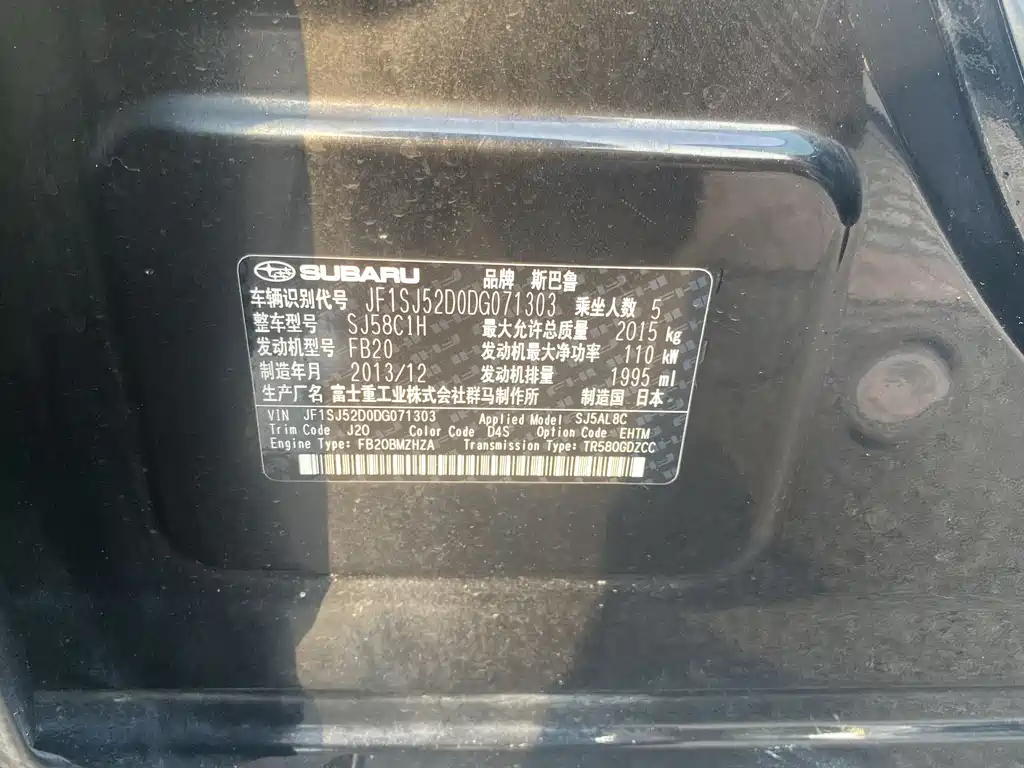 SUBARU 品牌 斯巴鲁
车辆识别代号 JF1SJ52D0DG071303 乘坐人数 5
整车型号 SJ58C1H 最大允许总质量 2015 kg
发动机型号 FB20 发动机最大净功率 110 kW
制造年月 2013/12 发动机排量 1995 ml
生产厂名 富士重工业株式会社群马制作所 制造国 日本
VIN JF1SJ52D0DG071303 Applied Model SJ5AL8C
Trim Code J20 Color Code D4S Option Code EHTM
Engine Type: FB20BMZHZA Transmission Type: TR580GDZCC